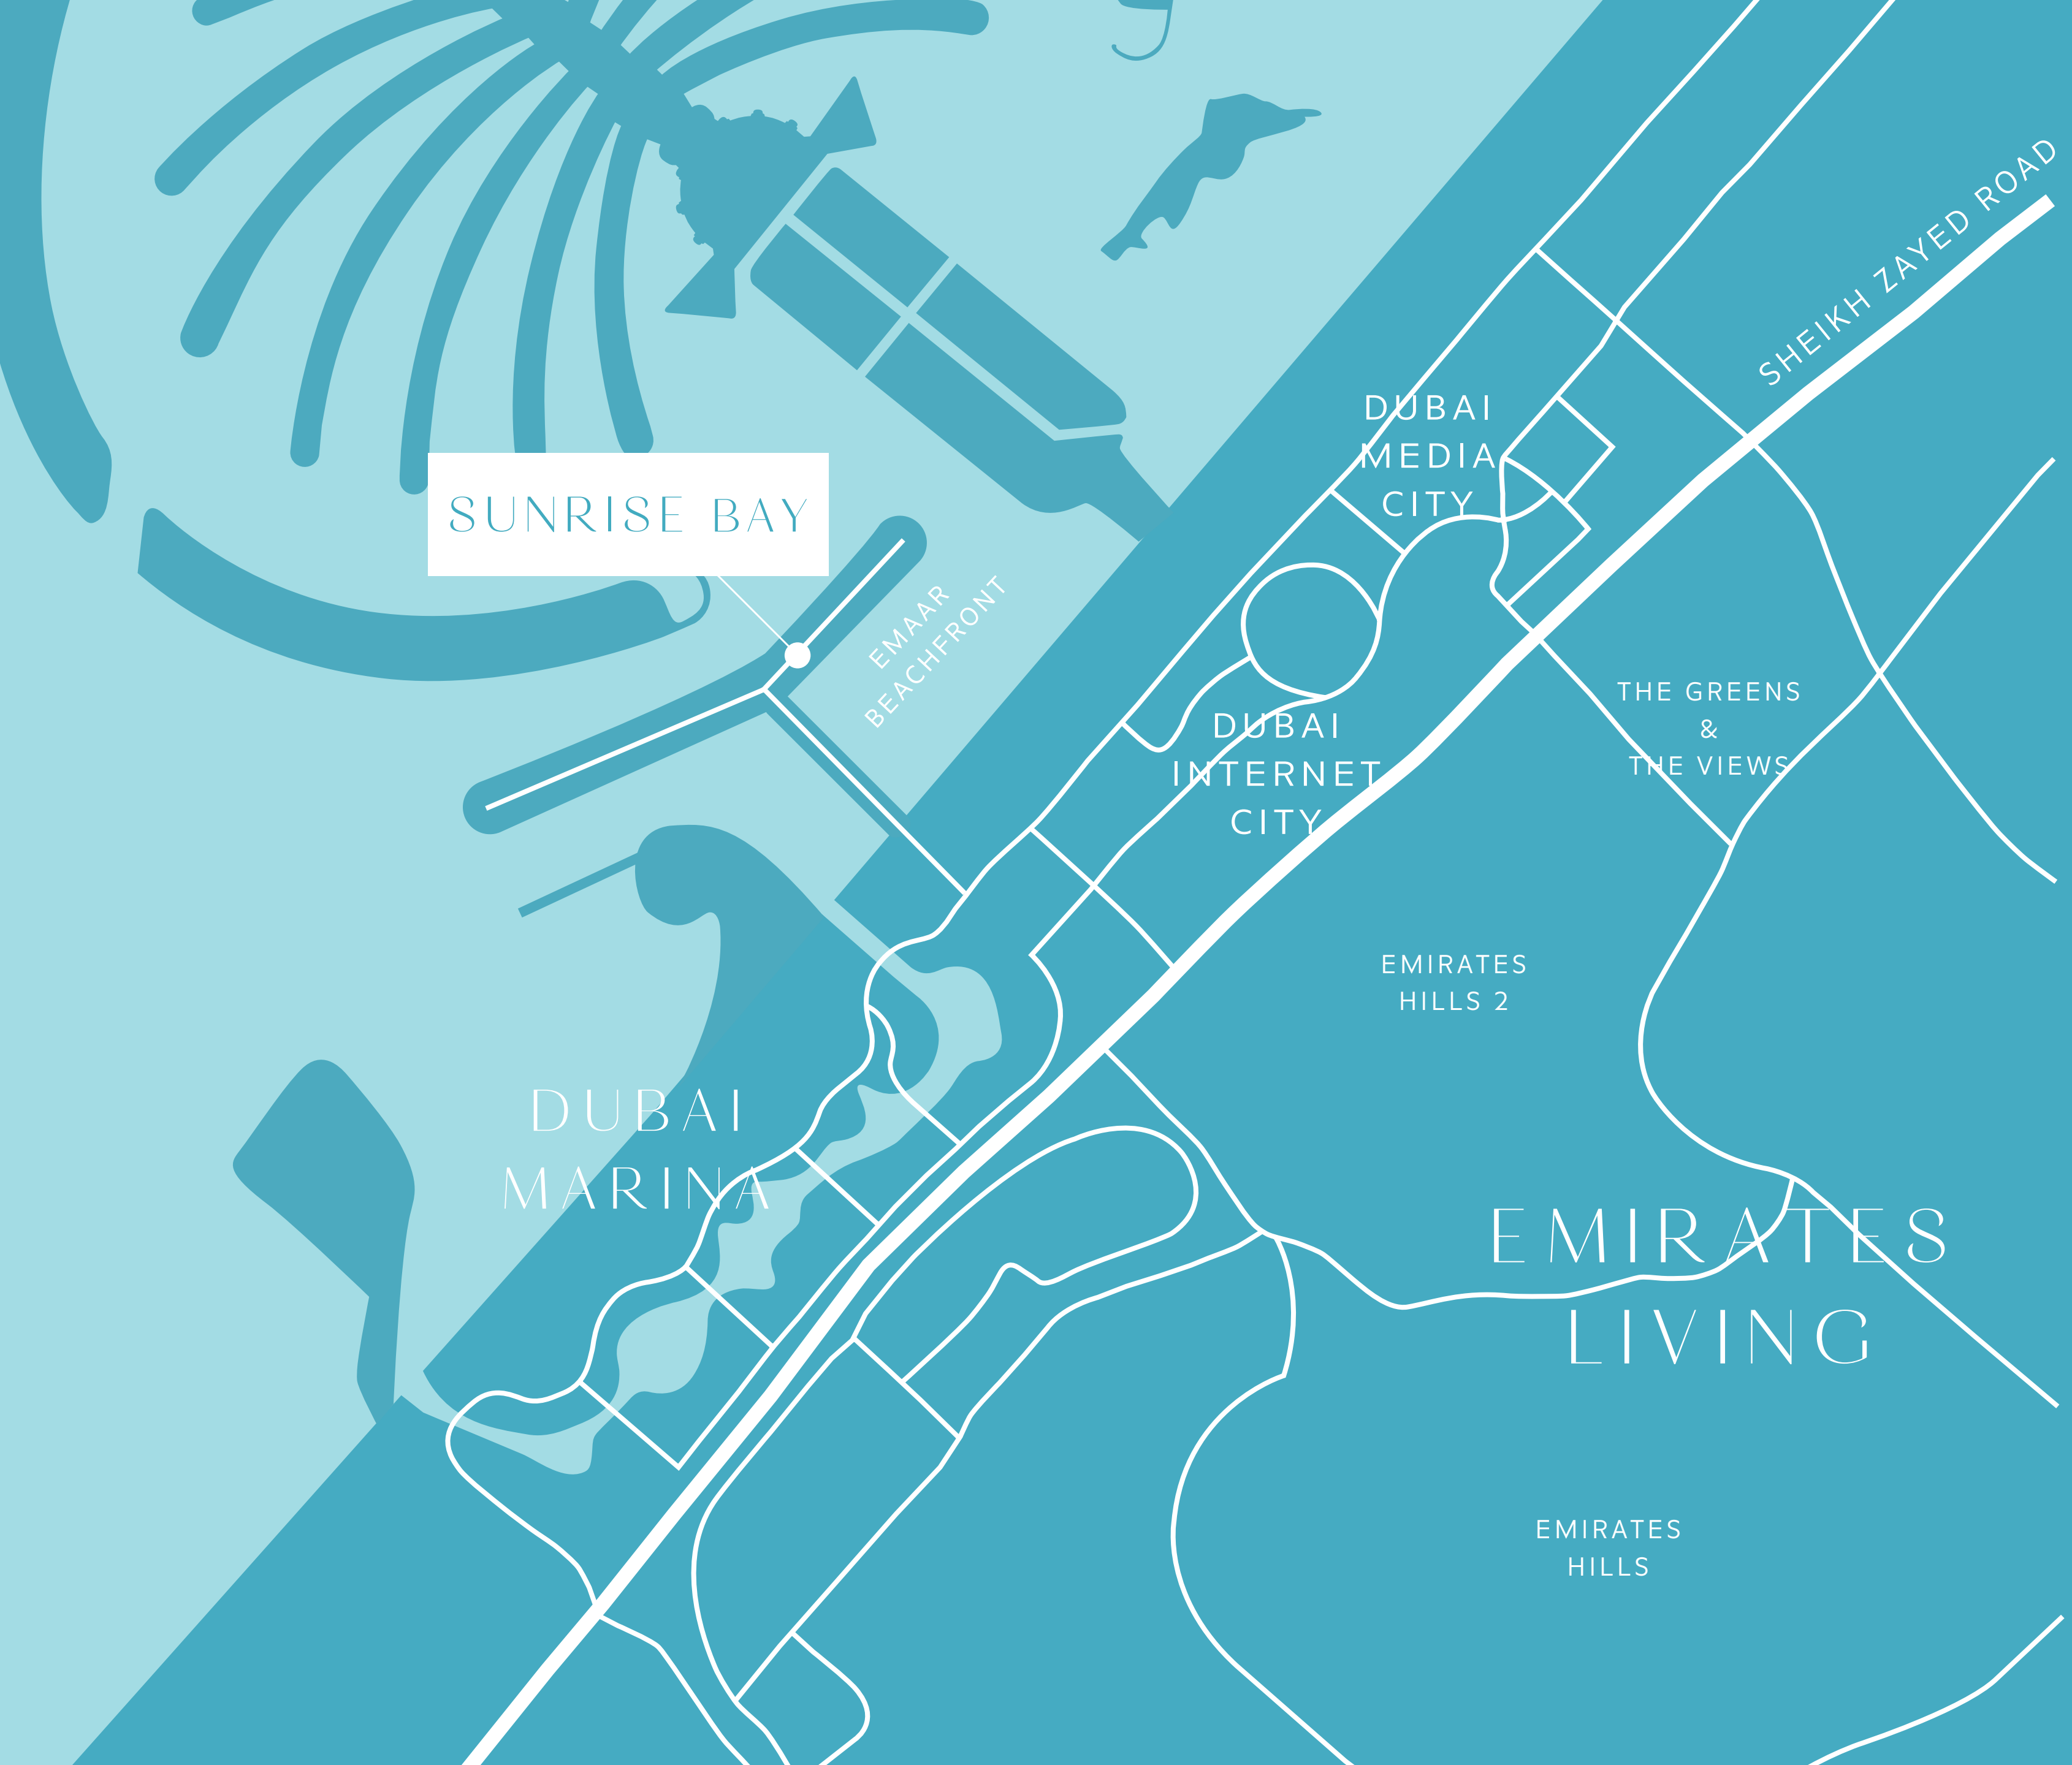 SHEIKH ZAYED ROAD
DUBAI
MEDIA
CITY
SUNRISE BAY
EMAAR
BEACHFRONT
THE GREENS
&
THE VIEWS
DUBAI
INTERNET
CITY
EMIRATES
HILLS 2
DUBAI
MARINA
EMIRATES
LIVING
EMIRATES
HILLS